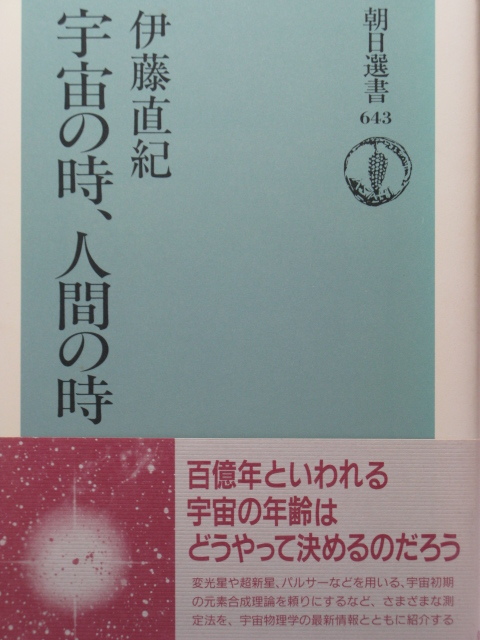 朝日選書
643
伊藤直紀
宇宙の時、人間の時
百億年といわれる
宇宙の年齢は
どうやって決めるのだろう
変光星や超新星、パルサーなどを用いる、宇宙初期
の元素合成理論を頼りにするなど、さまざまな測
定法を、宇宙物理学の最新情報とともに紹介する